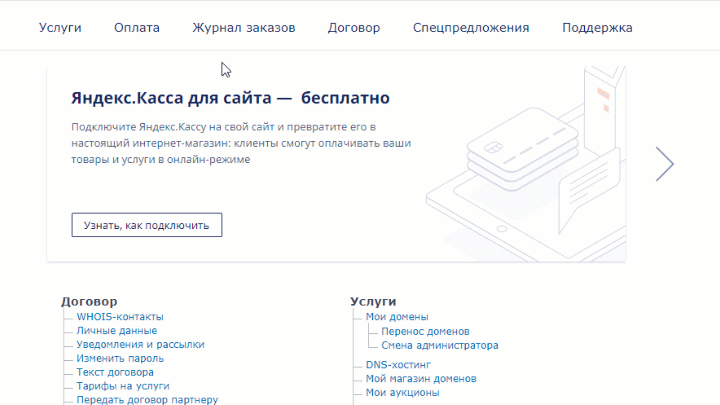 Услуги Оплата Журнал заказов Договор Спецпредложения Поддержка
Яндекс.Касса для сайта — бесплатно
Подключите Яндекс.Кассу на свой сайт и превратите его в
настоящий интернет-магазин: клиенты смогут оплачивать ваши
товары и услуги в онлайн-режиме
Узнать, как подключить
Договор
WHOIS-контакты
Личные данные
Уведомления и рассылки
Изменить пароль
Текст договора
Тарифы на услуги
Передать договор партнеру
Услуги
Мои домены
Перенос доменов
Смена администратора
DNS-хостинг
Мой магазин доменов
Мои аукционы